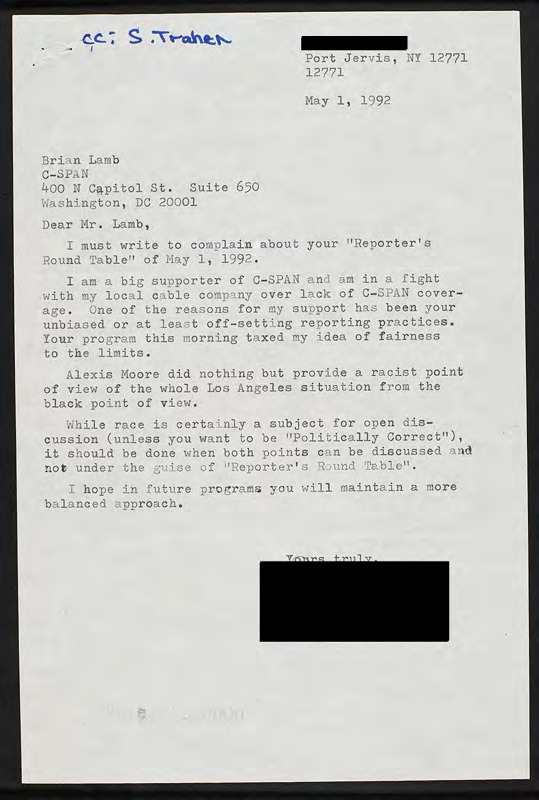 cc: S. Traher
Port Jervis, NY 12771
12771
May 1, 1992
Brian Lamb
C-SPAN
400 N Capitol St. Suite 650
Washington, DC 20001
Dear Mr. Lamb,
I must write to complain about your "Reporter's
Round Table" of May 1, 1992.
I am a big supporter of C-SPAN and am in a fight
with my local cable company over lack of C-SPAN cover-
age. One of the reasons for my support has been your
unbiased or at least off-setting reporting practices.
Your program this morning taxed my idea of fairness
to the limits.
Alexis Moore did nothing but provide a racist point
of view of the whole Los Angeles situation from the
black point of view.
While race is certainly a subject for open dis-
cussion (unless you want to be "Politically Correct"),
it should be done when both points can be discussed and
not under the guise of "Reporter's Round Table".
I hope in future programs you will maintain a more
balanced approach.
Yours truly,